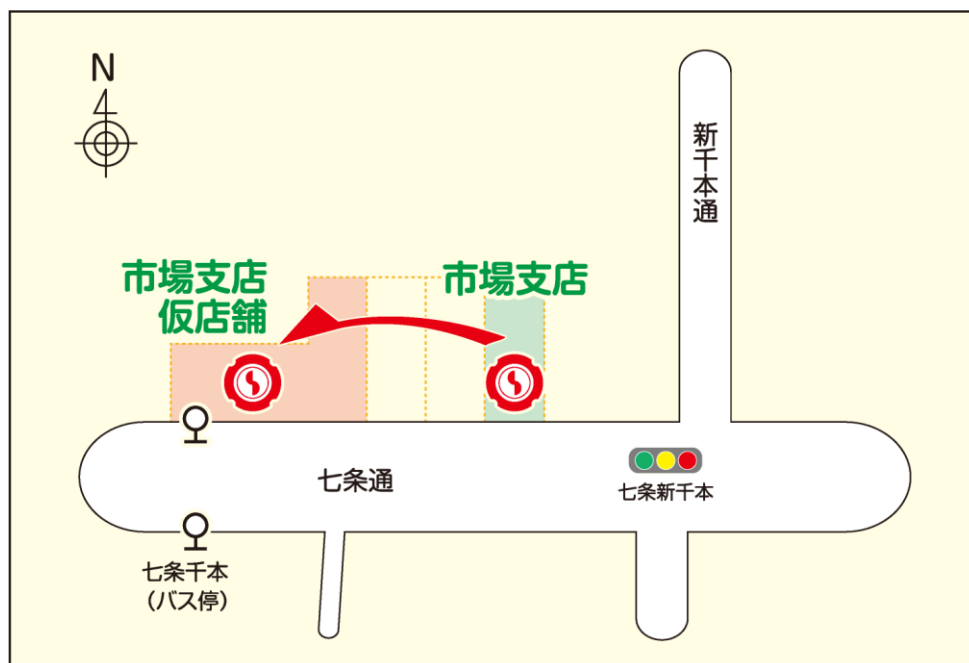 N
新千本通
市場支店
仮店舗
市場支店
七条通
七条新千本
七条千本
(バス停)